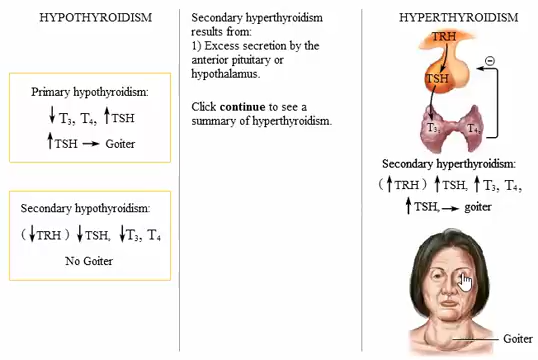 HYPOTHYROIDISM
Primary hypothyroidism:
↓ T3, T4, ↑TSH
↑TSH → Goiter
Secondary hypothyroidism:
(↓TRH) ↓TSH, ↓T3, T4
No Goiter
Secondary hyperthyroidism
results from:
1) Excess secretion by the
anterior pituitary or
hypothalamus.
Click continue to see a
summary of hyperthyroidism.
HYPERTHYROIDISM
TRH
TSH
T3, T4
Secondary hyperthyroidism:
(↑TRH) ↑TSH, ↑T3, T4,
↑TSH, → goiter
Goiter